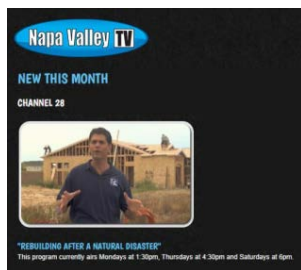 Napa Valley TV
NEW THIS MONTH
CHANNEL 28
"REBUILDING AFTER A NATURAL DISASTER"
This program currently airs Mondays at 1:30pm, Thursdays at 4:30pm and Saturdays at 6pm.